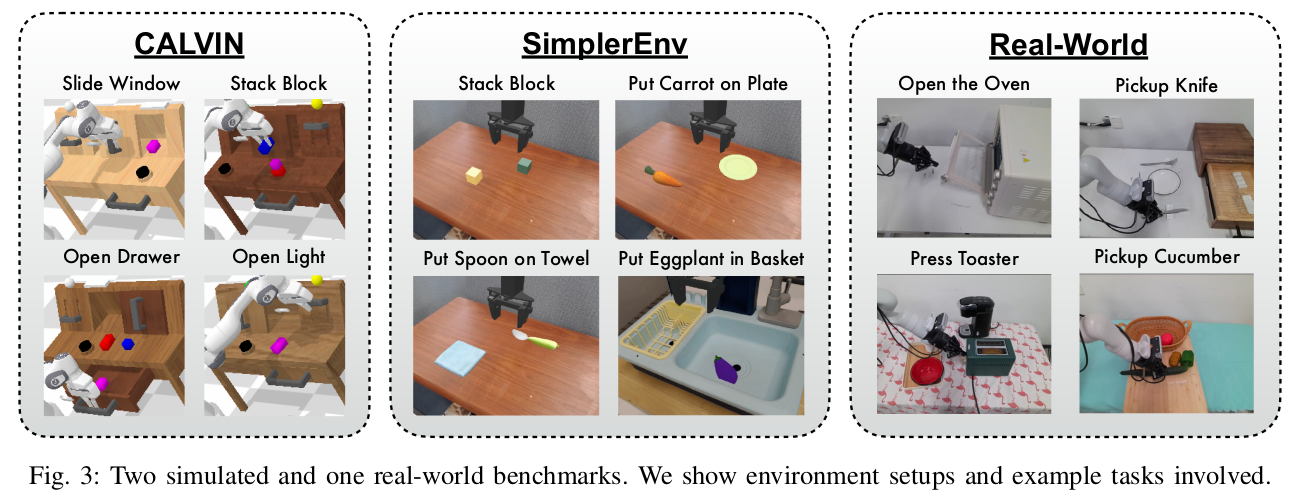 CALVIN
Slide Window
Stack Block
Open Drawer
Open Light
SimplerEnv
Stack Block
Put Carrot on Plate
Put Spoon on Towel
Put Eggplant in Basket
Real-World
Open the Oven
Pickup Knife
Press Toaster
Pickup Cucumber
Fig. 3: Two simulated and one real-world benchmarks. We show environment setups and example tasks involved.